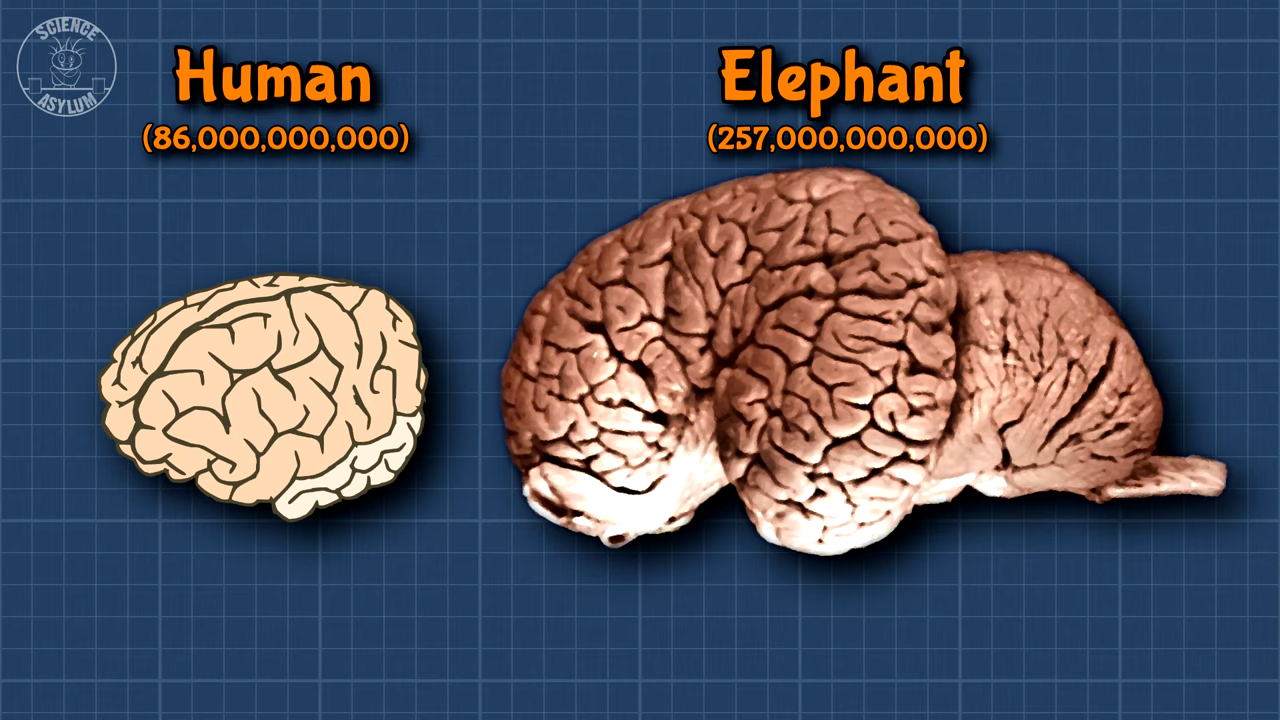 SCIENCE
ASYLUM
Human
(86,000,000,000)
Elephant
(257,000,000,000)